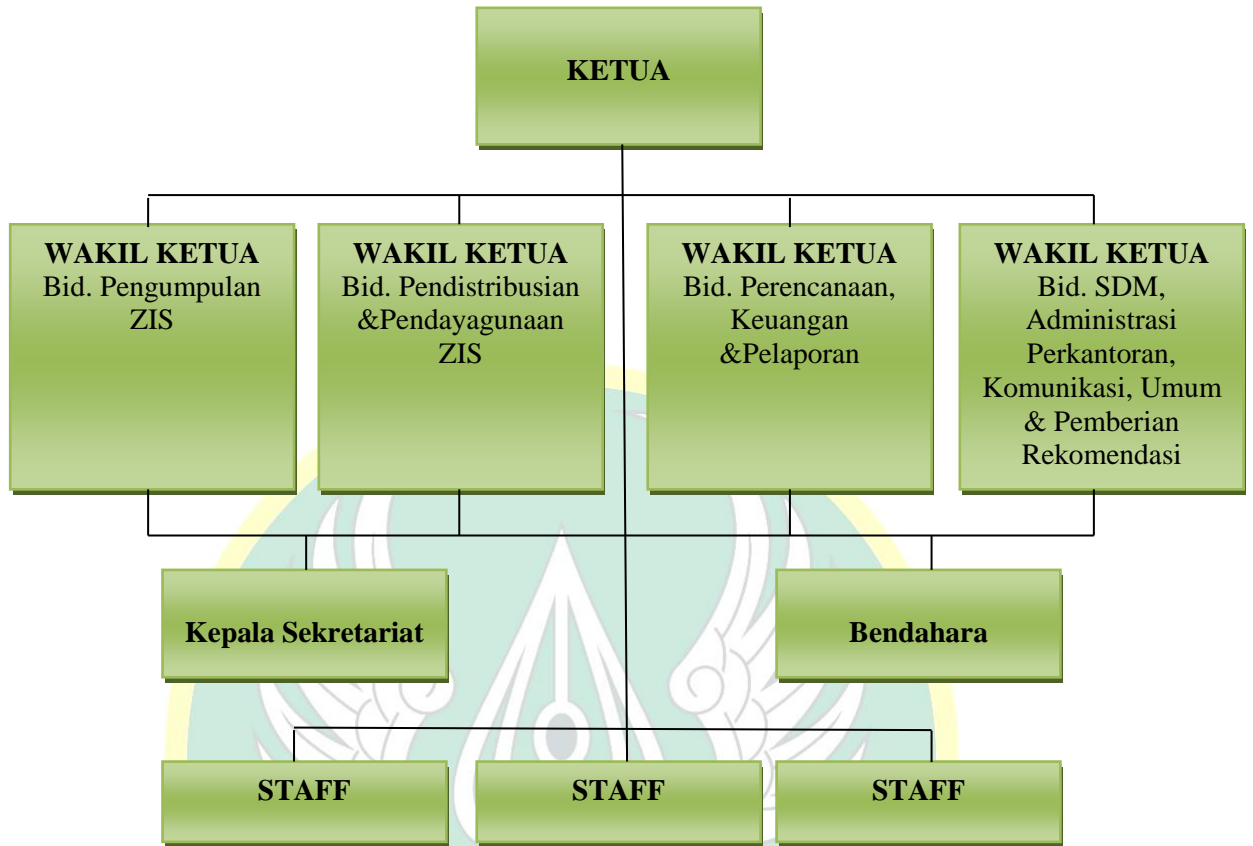 KETUA
WAKIL KETUA
Bid. Pengumpulan
ZIS
WAKIL KETUA
Bid. Pendistribusian
&Pendayagunaan
ZIS
WAKIL KETUA
Bid. Perencanaan,
Keuangan
&Pelaporan
WAKIL KETUA
Bid. SDM,
Administrasi
Perkantoran,
Komunikasi, Umum
& Pemberian
Rekomendasi
Kepala Sekretariat
Bendahara
STAFF
STAFF
STAFF